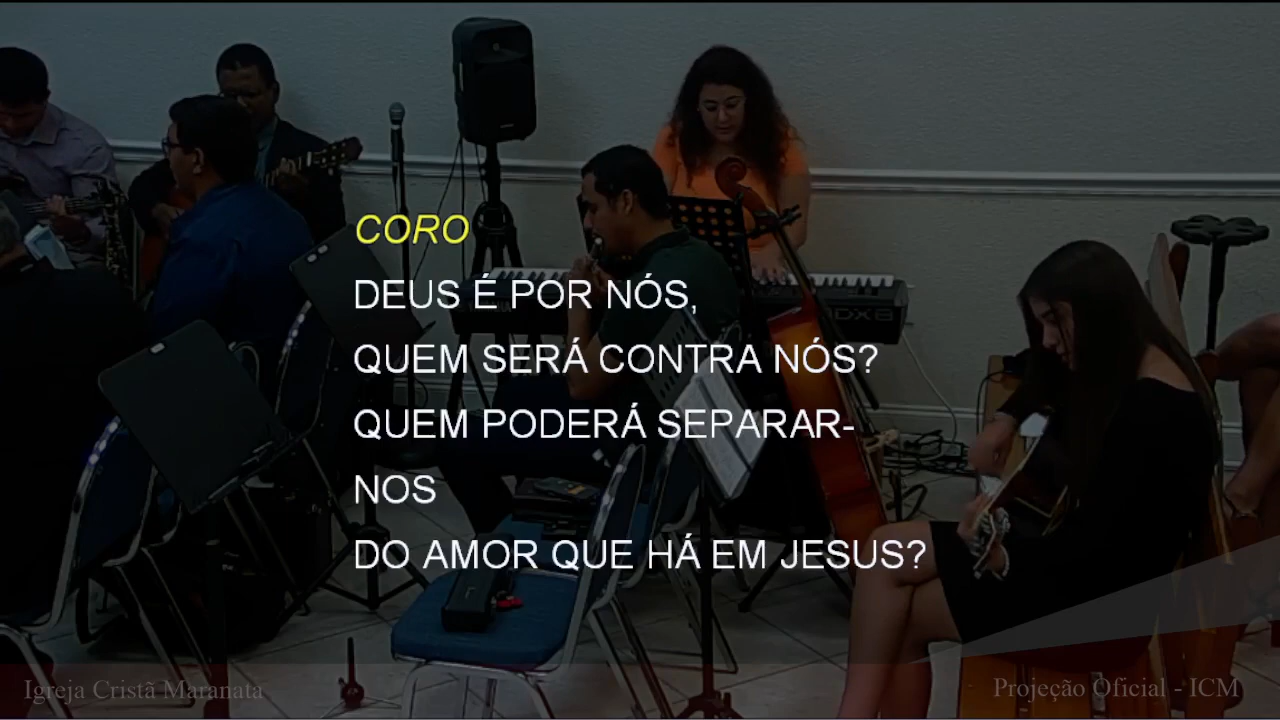 CORO
DEUS É POR NÓS,
QUEM SERÁ CONTRA NÓS?
QUEM PODERÁ SEPARAR-
NOS
DO AMOR QUE HÁ EM JESUS?
DX8
Igreja Cristã Maranata
Projeção Oficial - ICM